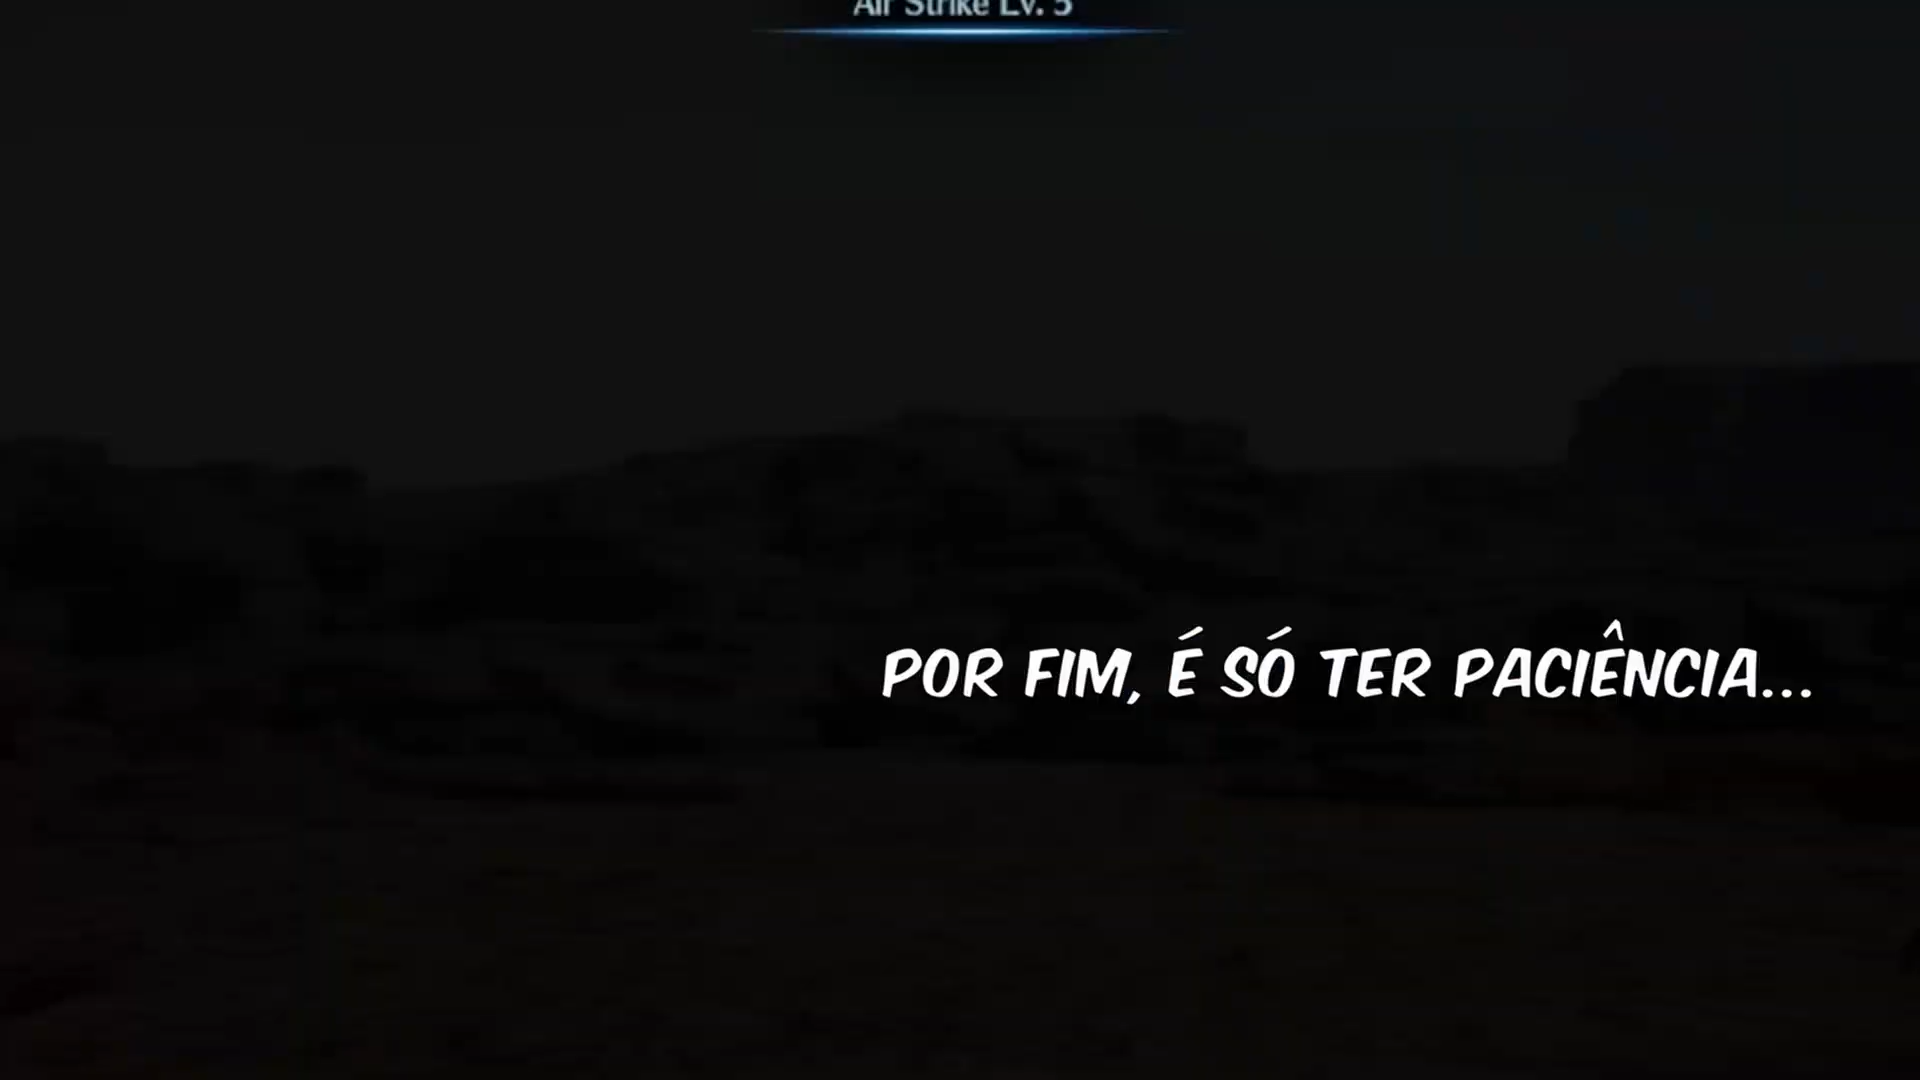 Air Strike Lv. 5
POR FIM, É SÓ TER PACIÊNCIA...